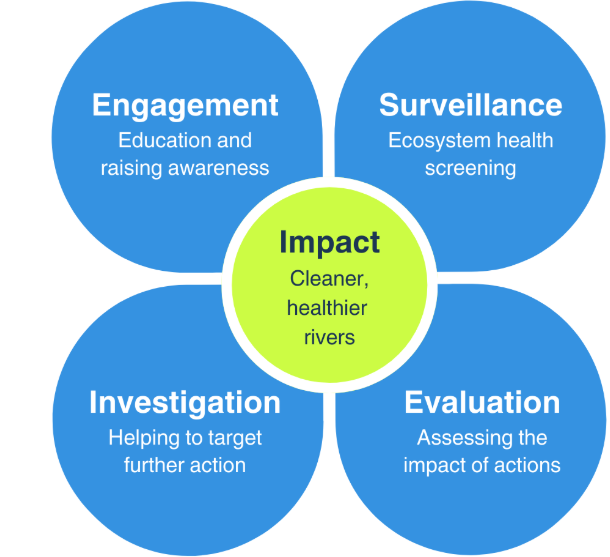 Engagement
Education and
raising awareness
Surveillance
Ecosystem health
screening
Impact
Cleaner,
healthier
rivers
Investigation
Helping to target
further action
Evaluation
Assessing the
impact of actions